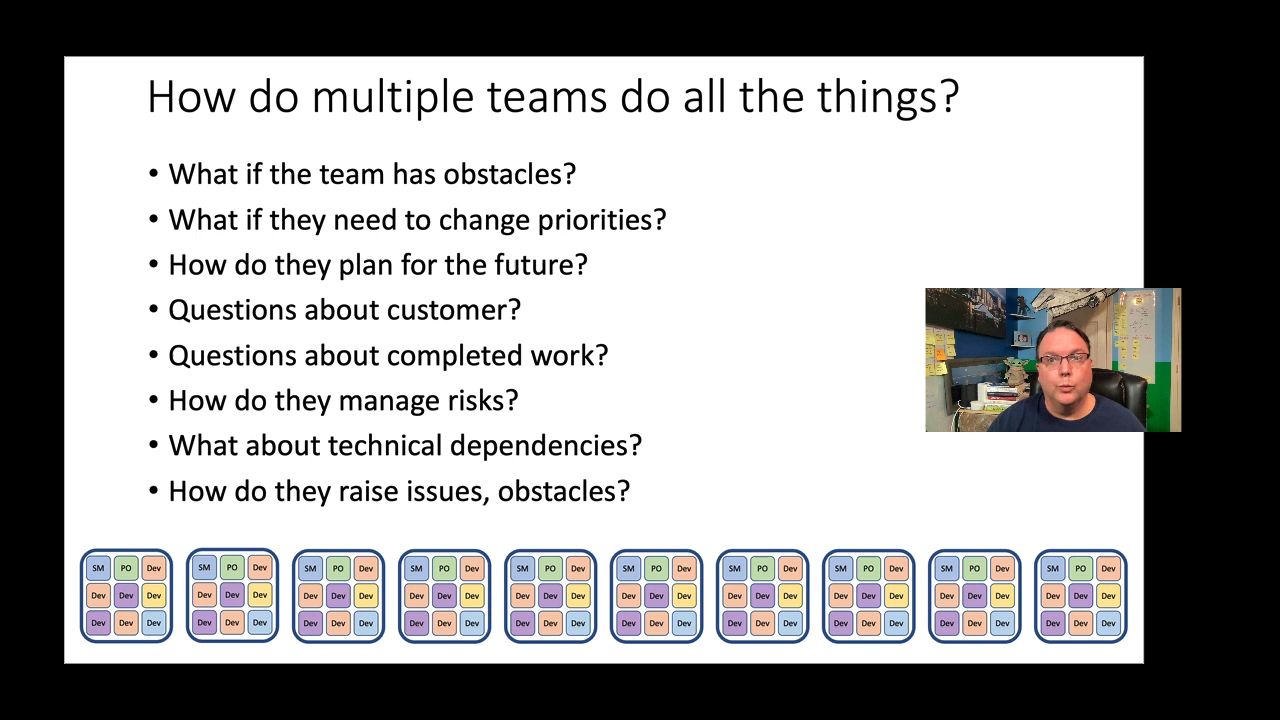 How do multiple teams do all the things?
• What if the team has obstacles?
• What if they need to change priorities?
• How do they plan for the future?
• Questions about customer?
• Questions about completed work?
• How do they manage risks?
• What about technical dependencies?
• How do they raise issues, obstacles?
SM PO Dev SM PO Dev SM PO Dev SM PO Dev SM PO Dev SM PO Dev SM PO Dev SM PO Dev SM PO Dev SM PO Dev
Dev Dev Dev Dev Dev Dev Dev Dev Dev Dev Dev Dev Dev Dev Dev Dev Dev Dev Dev Dev Dev Dev Dev Dev Dev Dev Dev Dev Dev Dev
Dev Dev Dev Dev Dev Dev Dev Dev Dev Dev Dev Dev Dev Dev Dev Dev Dev Dev Dev Dev Dev Dev Dev Dev Dev Dev Dev Dev Dev Dev